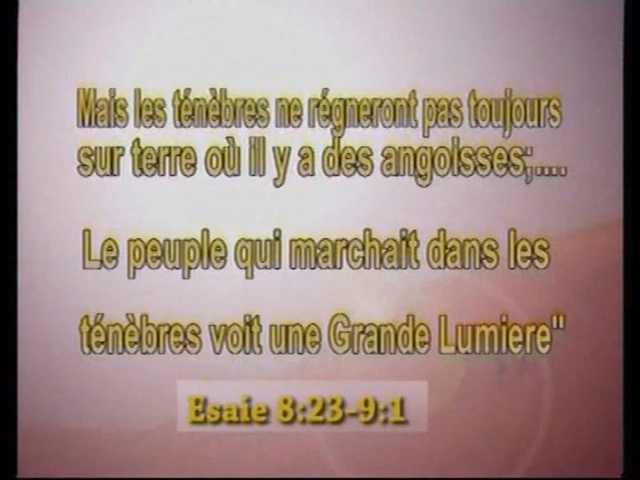 Mais les ténèbres ne régneront pas toujours
sur terre où il y a des angoisses;....
Le peuple qui marchait dans les
ténèbres voit une Grande Lumiere"
Esaie 8:23-9:1